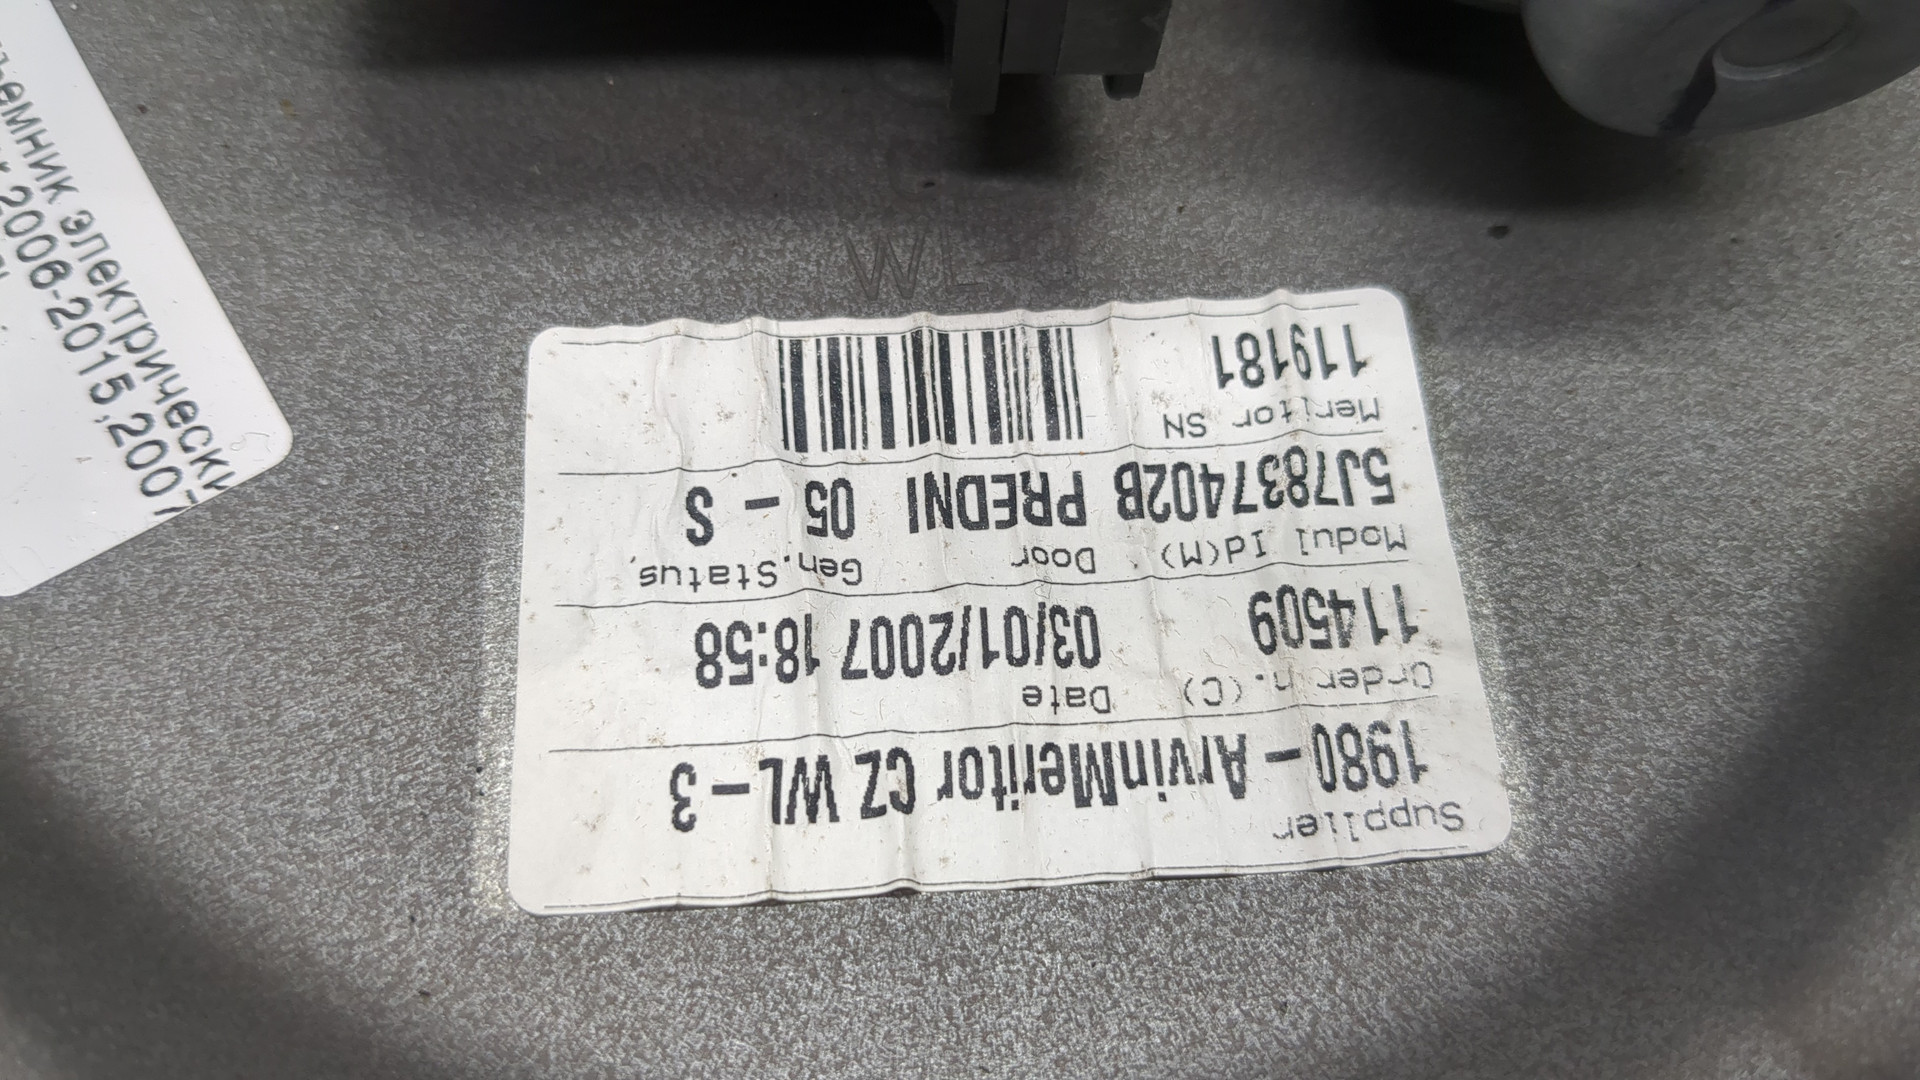 Supplier
1980 - ArvinMeritor CZ WL - 3
Order n.(C) Date
114509 03/01/2007 18:58
Modul Id(M) Door Gen.Status.
5J7837402B PREDNI 05 - S
Meritor SN
119181
WL-
электрически
2006-2015,2007